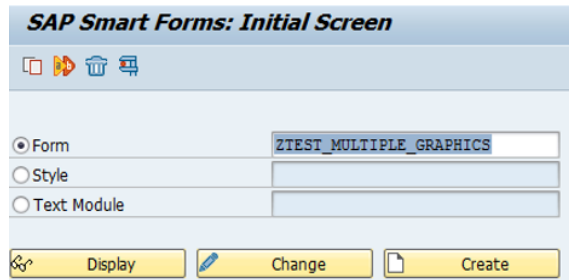 SAP Smart Forms: Initial Screen
Form ZTEST_MULTIPLE_GRAPHICS
Style
Text Module
Display Change Create